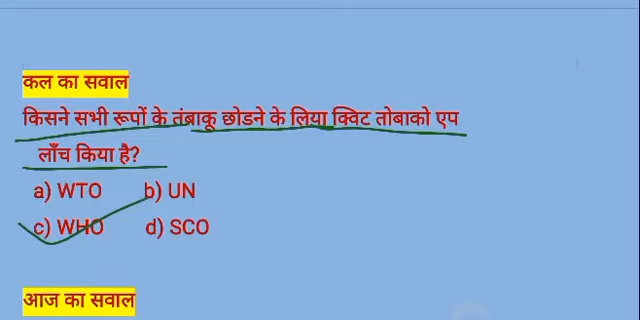 कल का सवाल
किसने सभी रूपों के तंबाकू छोडने के लिया क्विट तोबाको एप
लाँच किया है?
a) WTO b) UN
c) WHO d) SCO
आज का सवाल